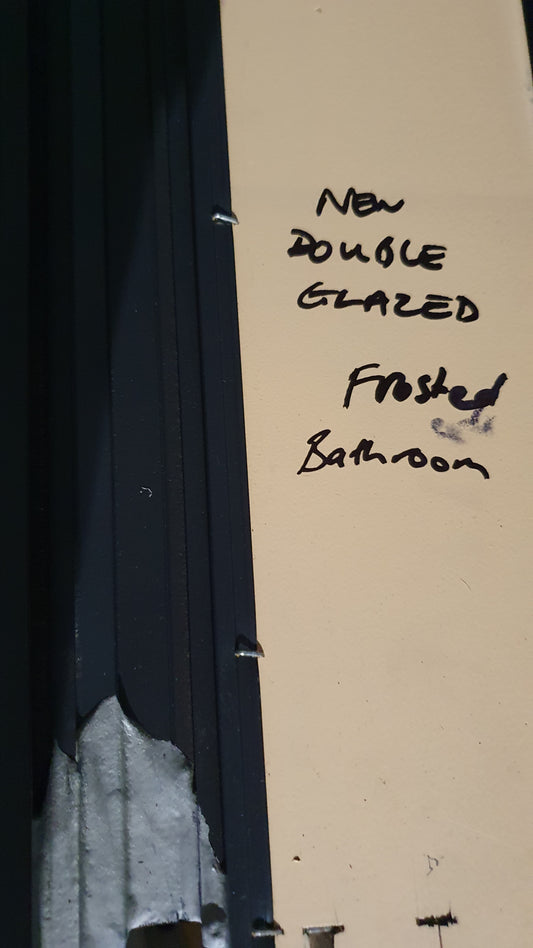 NEW
DOUBLE
GLAZED
Frosted
Bathroom